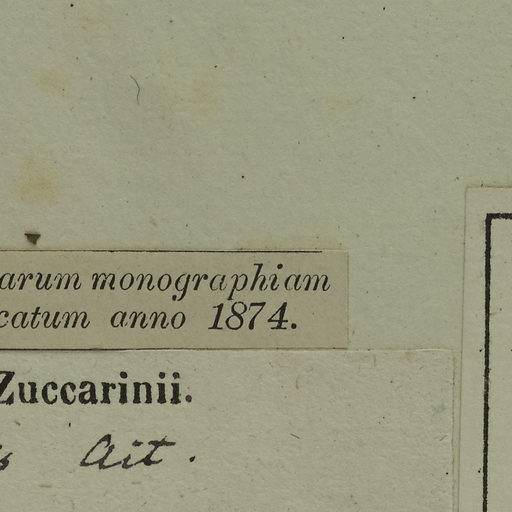 arum monographiam
catum anno 1874.
Zuccarinii.
s Ait.